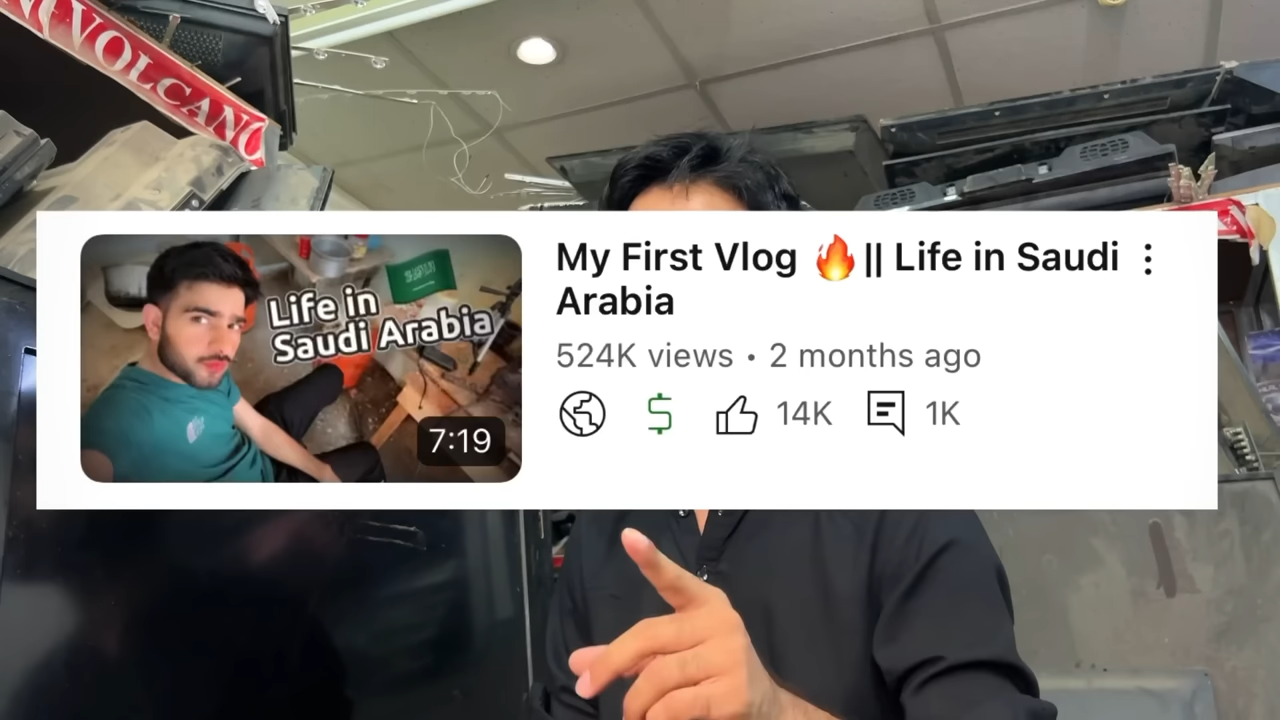 VOLCANO
My First Vlog 🔥 || Life in Saudi
Arabia
524K views • 2 months ago
14K
1K
Life in
Saudi Arabia
7:19